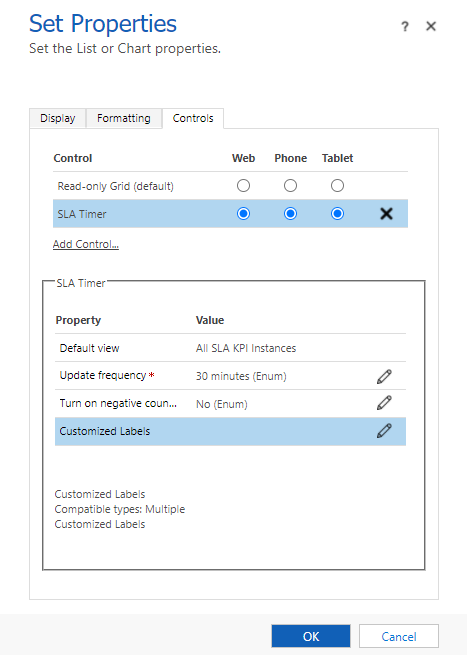 Set Properties
Set the List or Chart properties.
?
Display Formatting Controls
Control Web Phone Tablet
Read-only Grid (default)
SLA Timer
Add Control...
SLA Timer
Property Value
Default view All SLA KPI Instances
Update frequency * 30 minutes (Enum)
Turn on negative coun... No (Enum)
Customized Labels
Customized Labels
Compatible types: Multiple
Customized Labels
OK Cancel